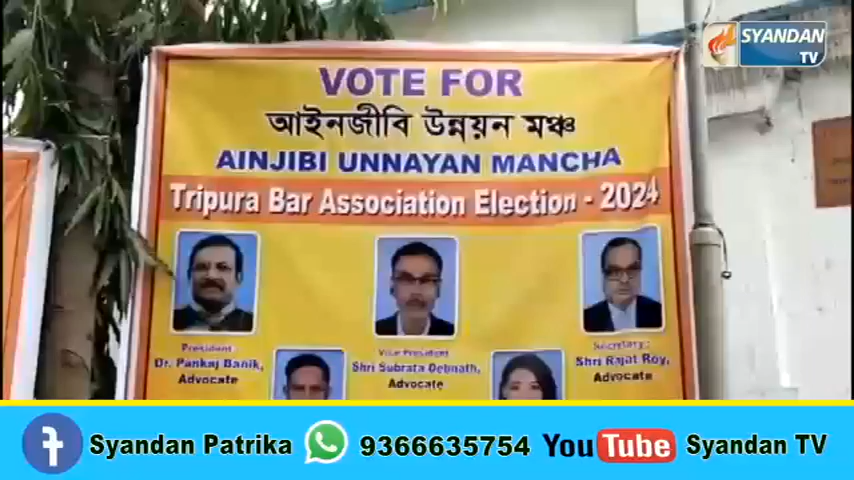 SYANDAN
TV
VOTE FOR
আইনজীবি উন্নয়ন মঞ্চ
AINJIBI UNNAYAN MANCHA
Tripura Bar Association Election - 2024
President
Dr. Pankaj Banik,
Advocate
Vice President
Shri Subrata Debnath,
Advocate
Secretary:
Shri Rajat Roy,
Advocate
Syandan Patrika 9366635754 YouTube Syandan TV